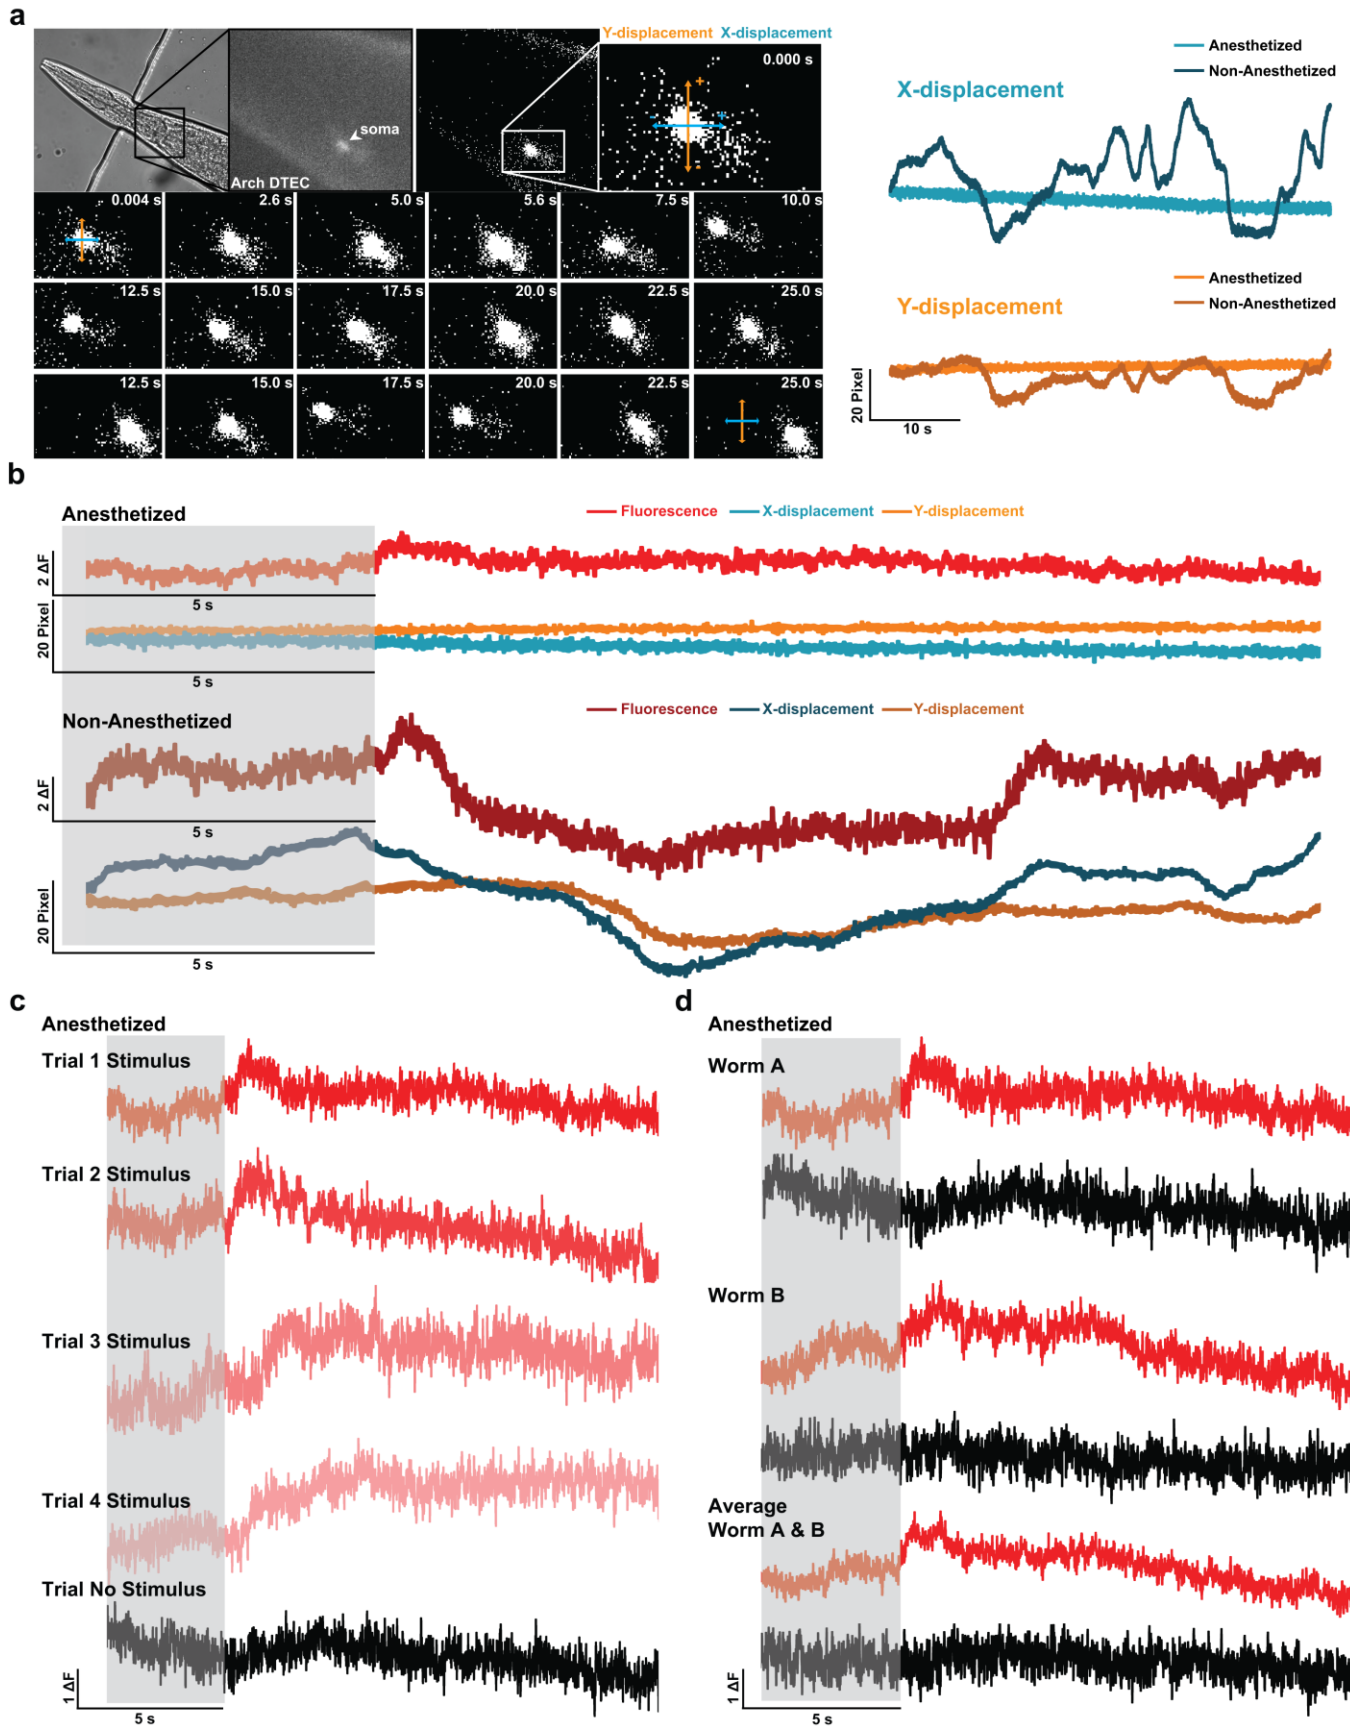 a
Y-displacement X-displacement
0.000 s
+
-
+
-
soma
Arch DTEC
0.004 s
2.6 s
5.0 s
5.6 s
7.5 s
10.0 s
12.5 s
15.0 s
17.5 s
20.0 s
22.5 s
25.0 s
12.5 s
15.0 s
17.5 s
20.0 s
22.5 s
25.0 s
Anesthetized
Non-Anesthetized
X-displacement
Anesthetized
Non-Anesthetized
Y-displacement
20 Pixel
10 s
b
Anesthetized
Fluorescence X-displacement Y-displacement
2 ΔF
5 s
20 Pixel
5 s
Non-Anesthetized
Fluorescence X-displacement Y-displacement
2 ΔF
5 s
20 Pixel
5 s
c
Anesthetized
Trial 1 Stimulus
Trial 2 Stimulus
Trial 3 Stimulus
Trial 4 Stimulus
Trial No Stimulus
1 ΔF
5 s
d
Anesthetized
Worm A
Worm B
Average
Worm A & B
1 ΔF
5 s